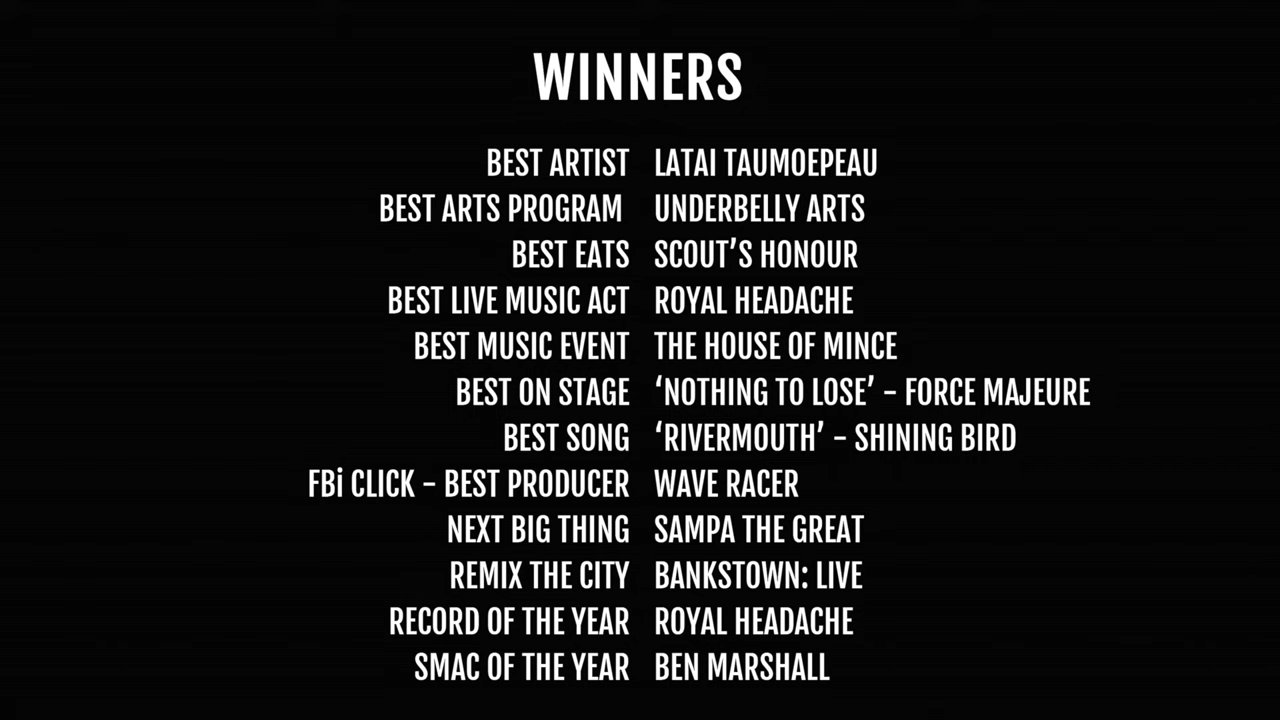 WINNERS
BEST ARTIST LATAI TAUMOEPEAU
BEST ARTS PROGRAM UNDERBELLY ARTS
BEST EATS SCOUT’S HONOUR
BEST LIVE MUSIC ACT ROYAL HEADACHE
BEST MUSIC EVENT THE HOUSE OF MINCE
BEST ON STAGE ‘NOTHING TO LOSE’ – FORCE MAJEURE
BEST SONG ‘RIVERMOUTH’ – SHINING BIRD
FBi CLICK – BEST PRODUCER WAVE RACER
NEXT BIG THING SAMPA THE GREAT
REMIX THE CITY BANKSTOWN: LIVE
RECORD OF THE YEAR ROYAL HEADACHE
SMAC OF THE YEAR BEN MARSHALL